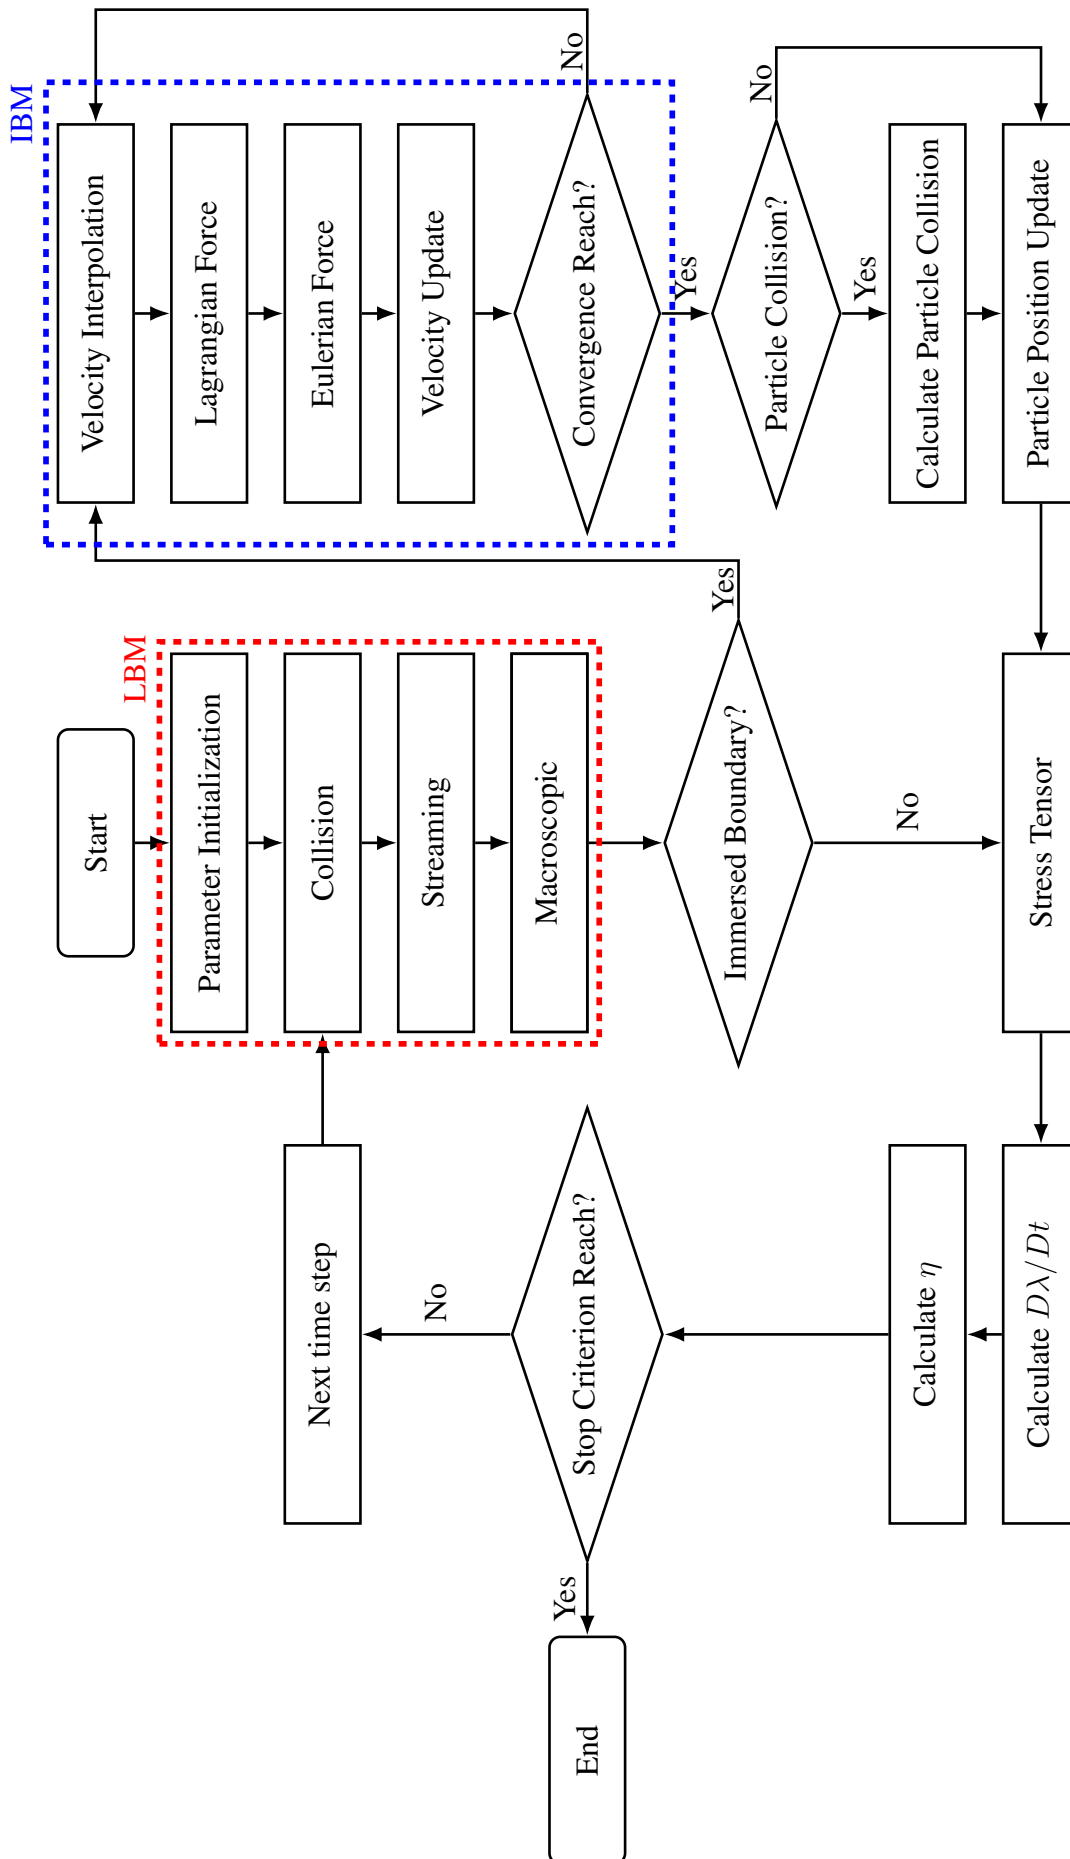 Start
LBM
Parameter Initialization
Collision
Streaming
Macroscopic
Immersed Boundary?
Yes
No
IBM
Velocity Interpolation
Lagrangian Force
Eulerian Force
Velocity Update
Convergence Reach?
No
Yes
Particle Collision?
No
Yes
Calculate Particle Collision
Particle Position Update
Stress Tensor
Calculate Dλ/Dt
Calculate η
Stop Criterion Reach?
No
Next time step
Yes
End